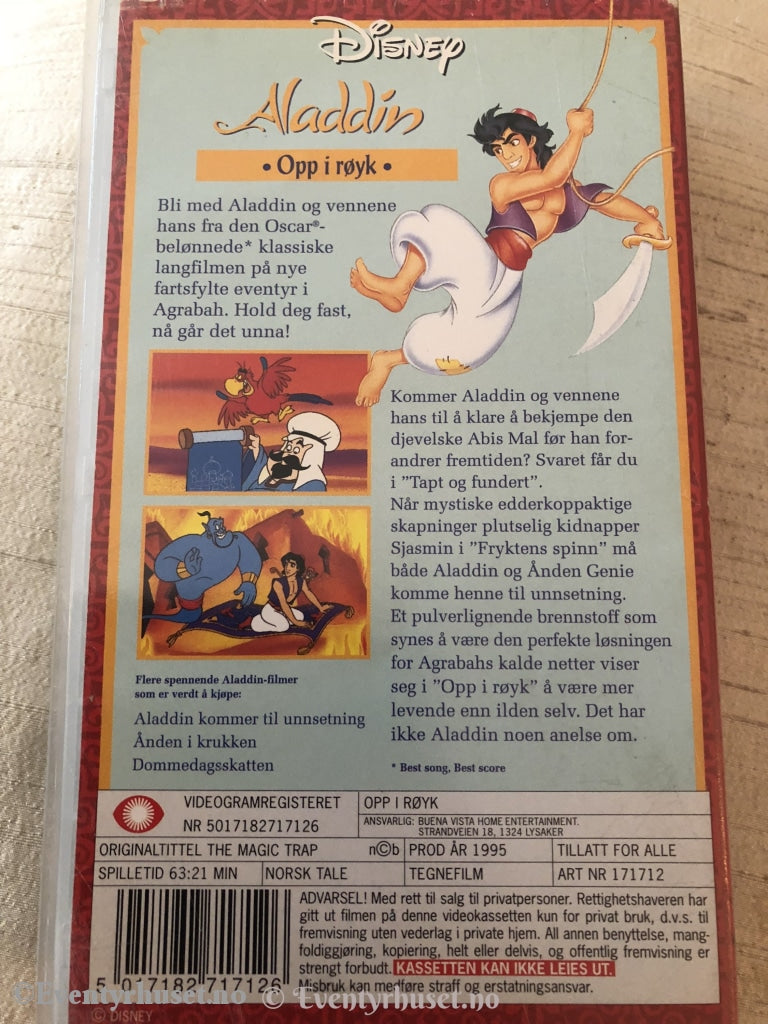 Disney
Aladdin
• Opp i røyk •
Bli med Aladdin og vennene
hans fra den Oscar®-
belønnede* klassiske
langfilmen på nye
fartsfylte eventyr i
Agrabah. Hold deg fast,
nå går det unna!
Kommer Aladdin og vennene
hans til å klare å bekjempe den
djevelske Abis Mal før han for-
andrer fremtiden? Svaret får du
i ”Tapt og fundert”.
Når mystiske edderkoppaktige
skapninger plutselig kidnapper
Sjasmin i ”Fryktens spinn” må
både Aladdin og Ånden Genie
komme henne til unnsetning.
Et pulverlignende brennstoff som
synes å være den perfekte løsningen
for Agrabahs kalde netter viser
seg i ”Opp i røyk” å være mer
levende enn ilden selv. Det har
ikke Aladdin noen anelse om.
* Best song, Best score
Flere spennende Aladdin-filmer
som er verdt å kjøpe:
Aladdin kommer til unnsetning
Ånden i krukken
Dommedagsskatten
VIDEOGRAMREGISTERET
NR 5017182717126
OPP I RØYK
ANSVARLIG: BUENA VISTA HOME ENTERTAINMENT.
STRANDVEIEN 18, 1324 LYSAKER
ORIGINALTITTEL THE MAGIC TRAP
n©b
PROD ÅR 1995
TILLATT FOR ALLE
SPILLETID 63:21 MIN
NORSK TALE
TEGNEFILM
ART NR 171712
ADVARSEL! Med rett til salg til privatpersoner. Rettighetshaveren har
gitt ut filmen på denne videokassetten kun for privat bruk, d.v.s. til
fremvisning uten vederlag i private hjem. All annen benyttelse, mang-
foldiggjøring, kopiering, helt eller delvis, og offentlig fremvisning er
strengt forbudt. KASSETTEN KAN IKKE LEIES UT.
Misbruk kan medføre straff og erstatningsansvar.
5 017182 717126
© Eventyrhuset.no © Eventyrhuset.no
© DISNEY